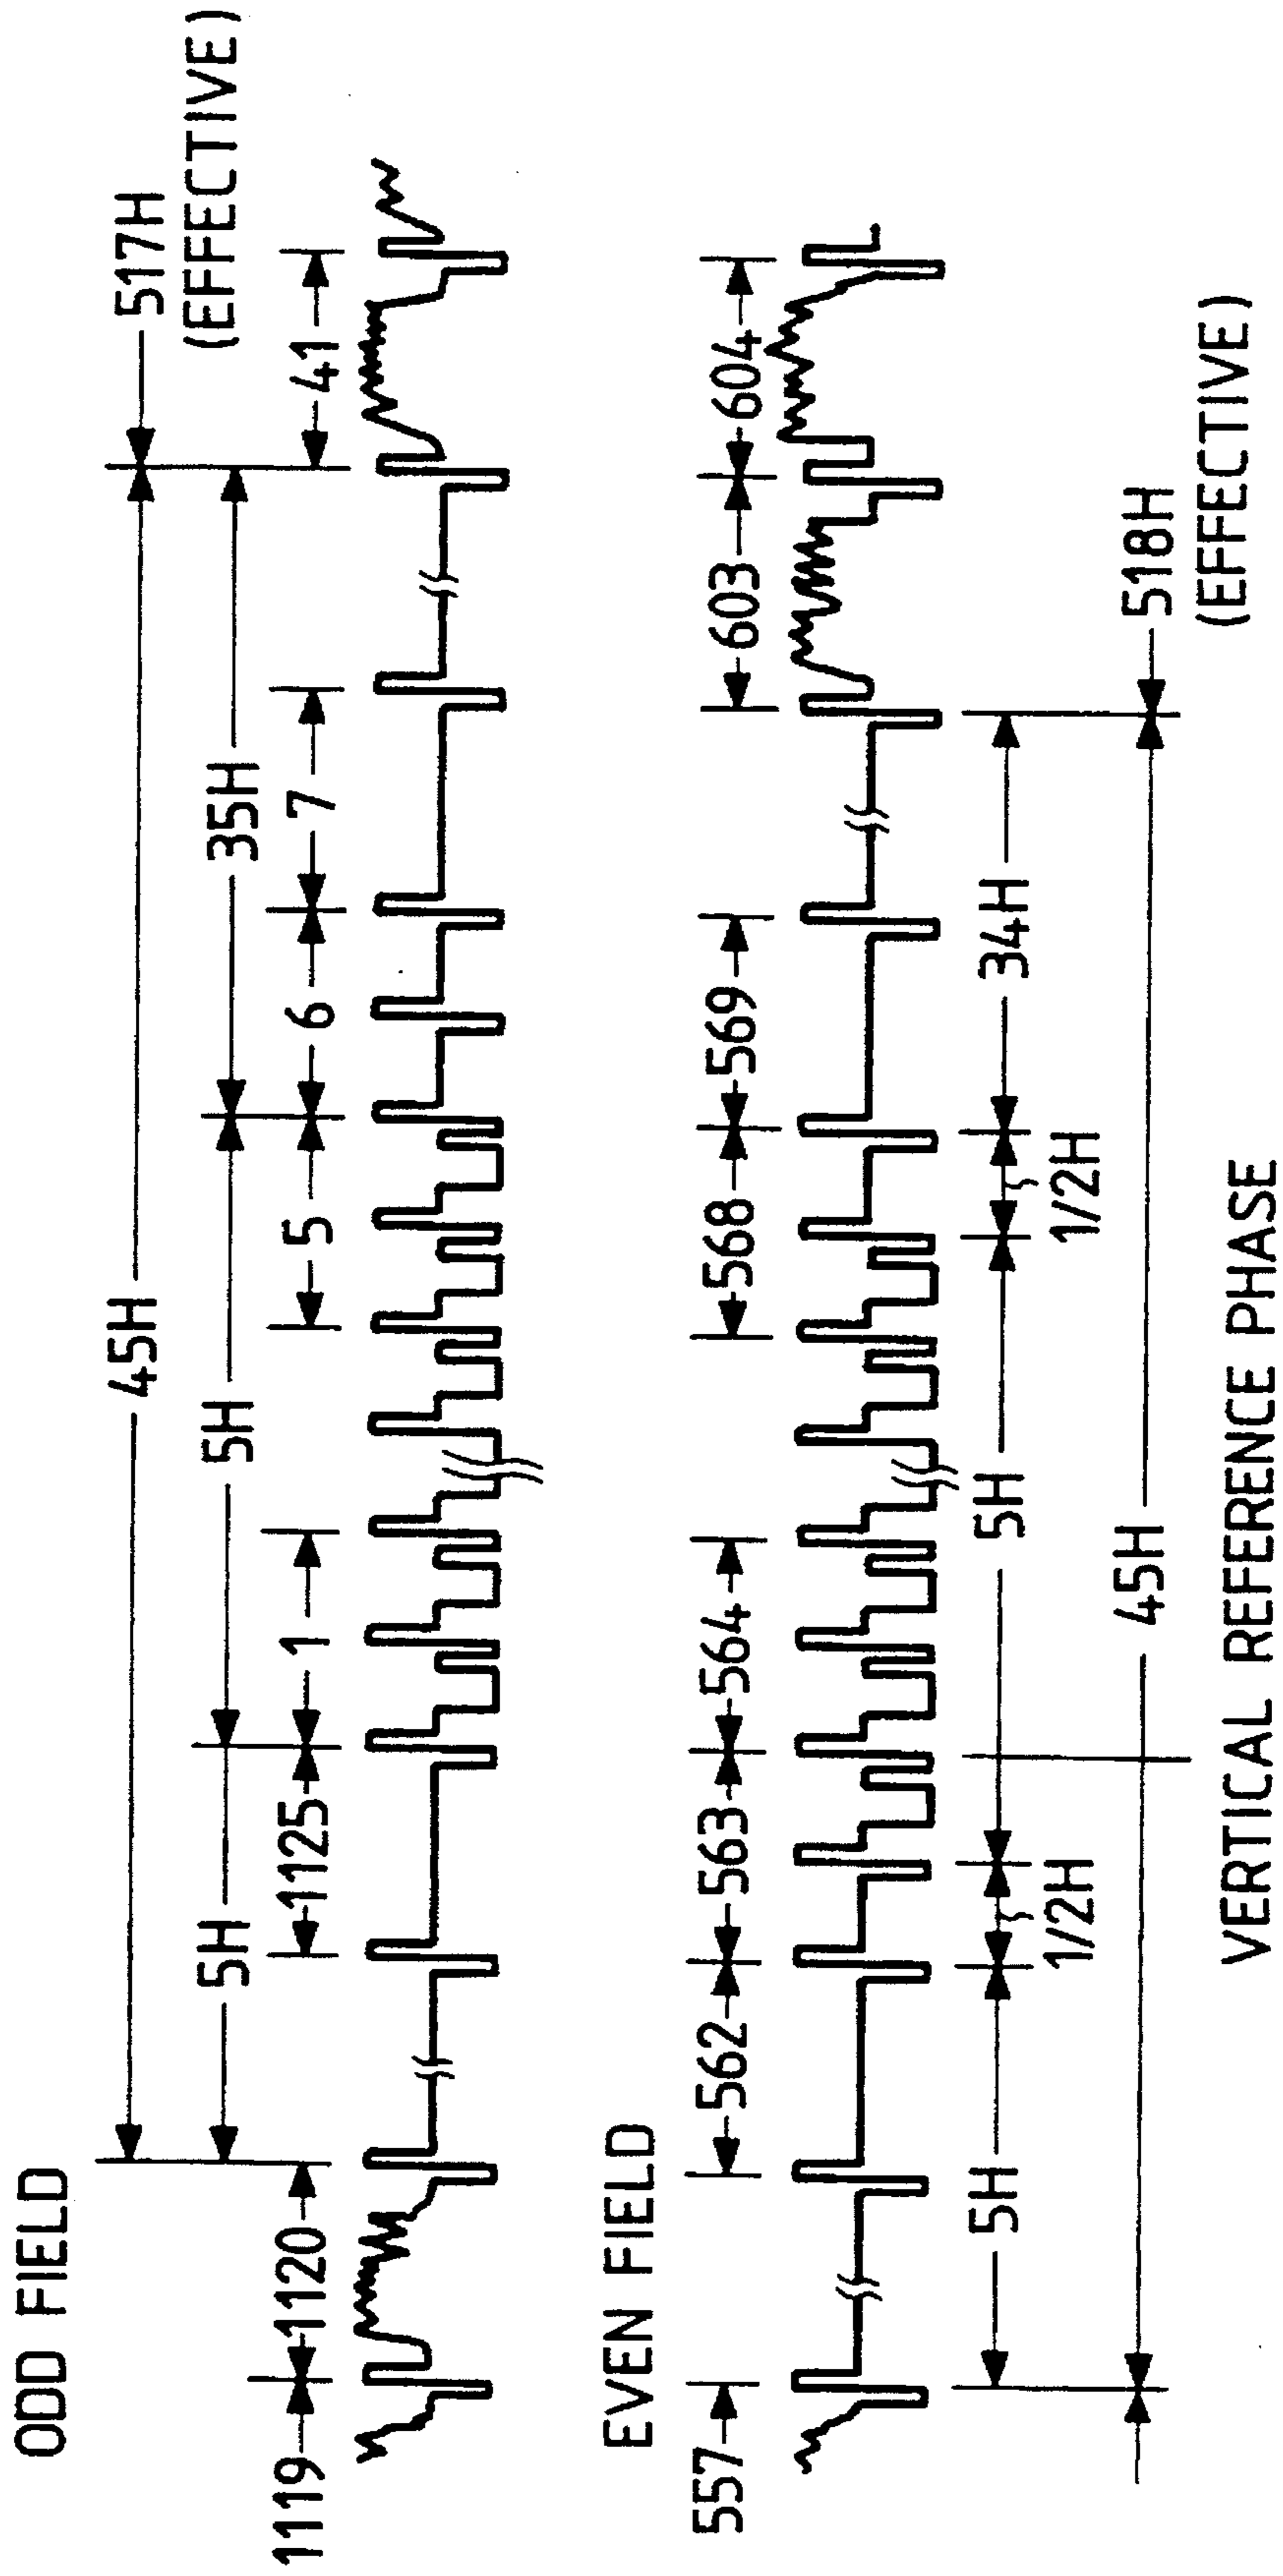 ODD FIELD
45H
517H
(EFFECTIVE)
5H
5H
35H
1119
1120
1125
1
5
6
7
41
EVEN FIELD
557
562
563
564
568
569
603
604
5H
1/2H
5H
1/2H
34H
45H
518H
(EFFECTIVE)
VERTICAL REFERENCE PHASE